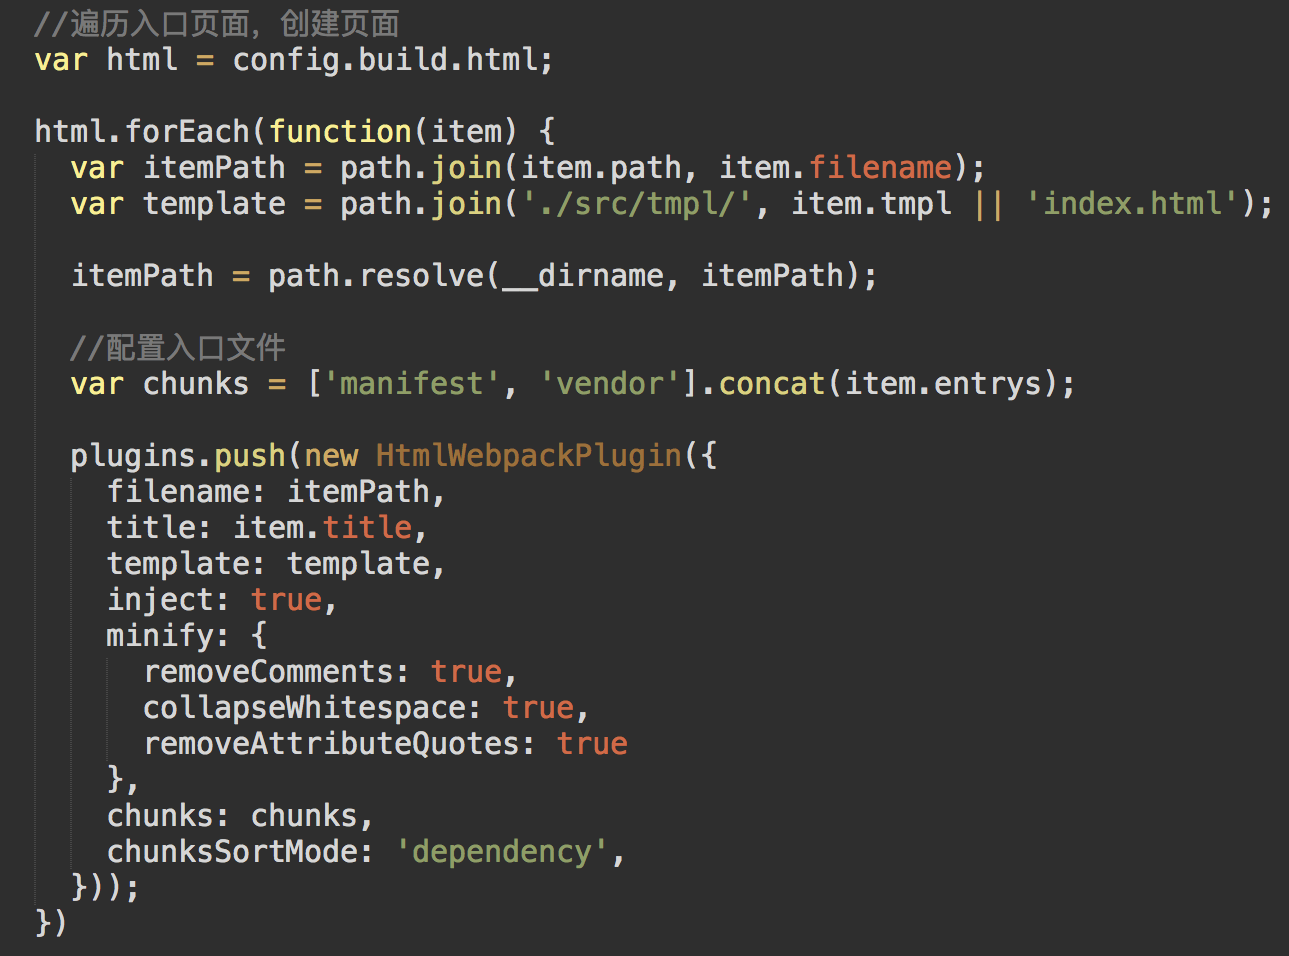 //遍历入口页面，创建页面
var html = config.build.html;
html.forEach(function(item) {
var itemPath = path.join(item.path, item.filename);
var template = path.join('./src/tmpl/', item.tmpl || 'index.html');
itemPath = path.resolve(__dirname, itemPath);
//配置入口文件
var chunks = ['manifest', 'vendor'].concat(item.entrys);
plugins.push(new HtmlWebpackPlugin({
filename: itemPath,
title: item.title,
template: template,
inject: true,
minify: {
removeComments: true,
collapseWhitespace: true,
removeAttributeQuotes: true
},
chunks: chunks,
chunksSortMode: 'dependency',
}));
})